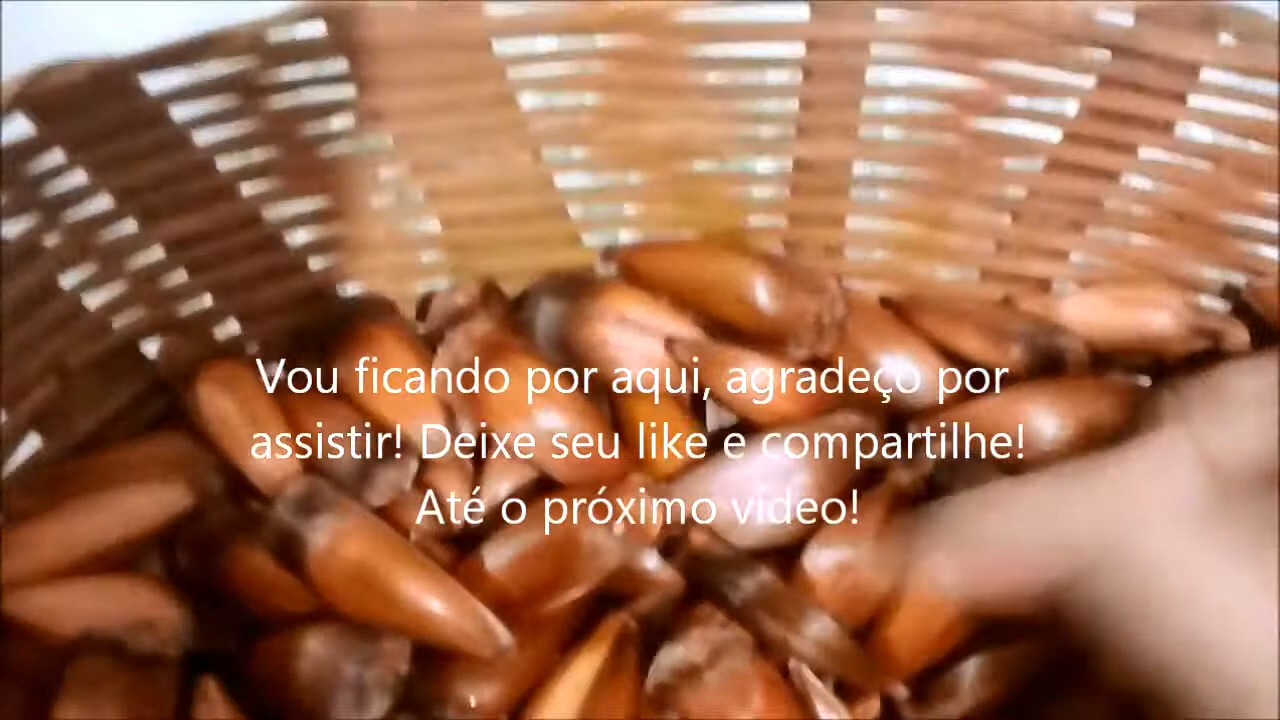 Vou ficando por aqui, agradeço por
assistir! Deixe seu like e compartilhe!
Até o próximo vídeo!